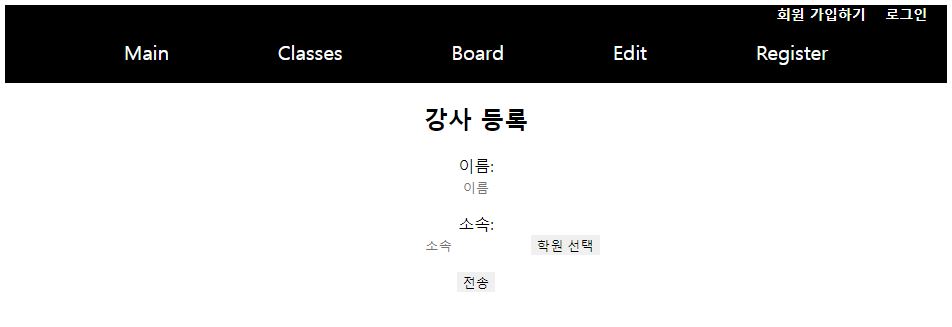 회원 가입하기 로그인
Main Classes Board Edit Register
강사 등록
이름:
이름
소속:
소속 학원 선택
전송